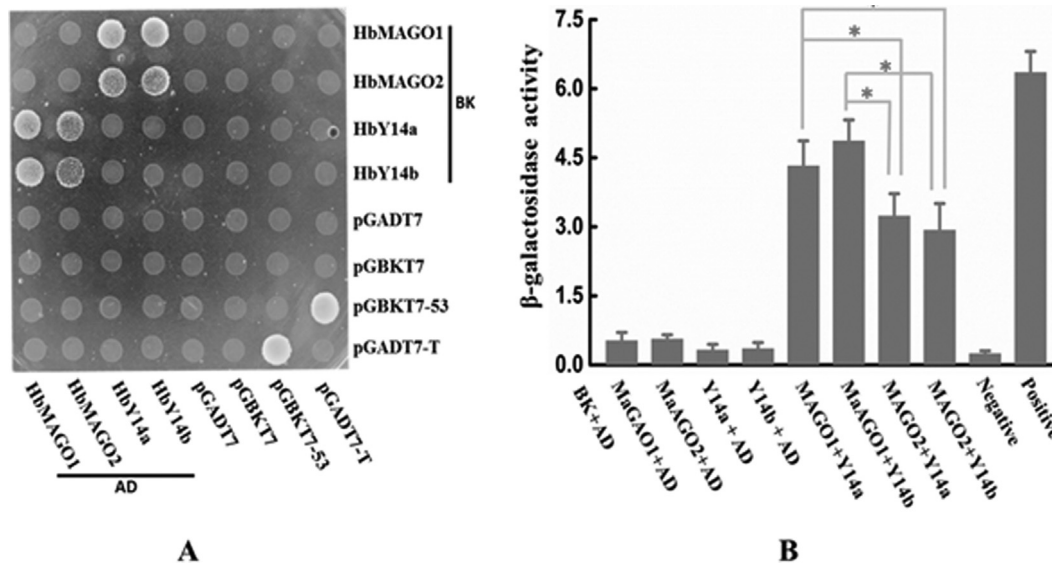 HbMAGO1
HbMAGO2
HbY14a
HbY14b
BK
pGADT7
pGBKT7
pGBKT7-53
pGADT7-T
HbMAGO1
HbMAGO2
HbY14a
HbY14b
pGADT7
pGBKT7
pGBKT7-53
pGADT7-T
AD
A
β-galactosidase activity
7.5
6.0
4.5
3.0
1.5
0.0
*
*
*
BK+AD
MaGAO1+AD
MaAGO2+AD
Y14a + AD
Y14b + AD
MAGO1+Y14a
MaAGO1+Y14b
MAGO2+Y14a
MAGO2+Y14b
Negative
Positive
B